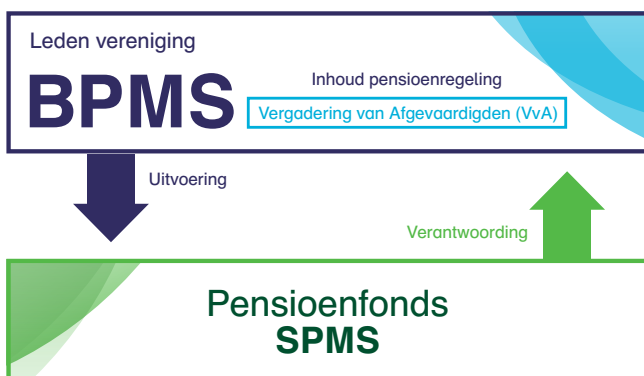 Leden vereniging
BPMS
Inhoud pensioenregeling
Vergadering van Afgevaardigden (VvA)
Uitvoering
Verantwoording
Pensioenfonds
SPMS